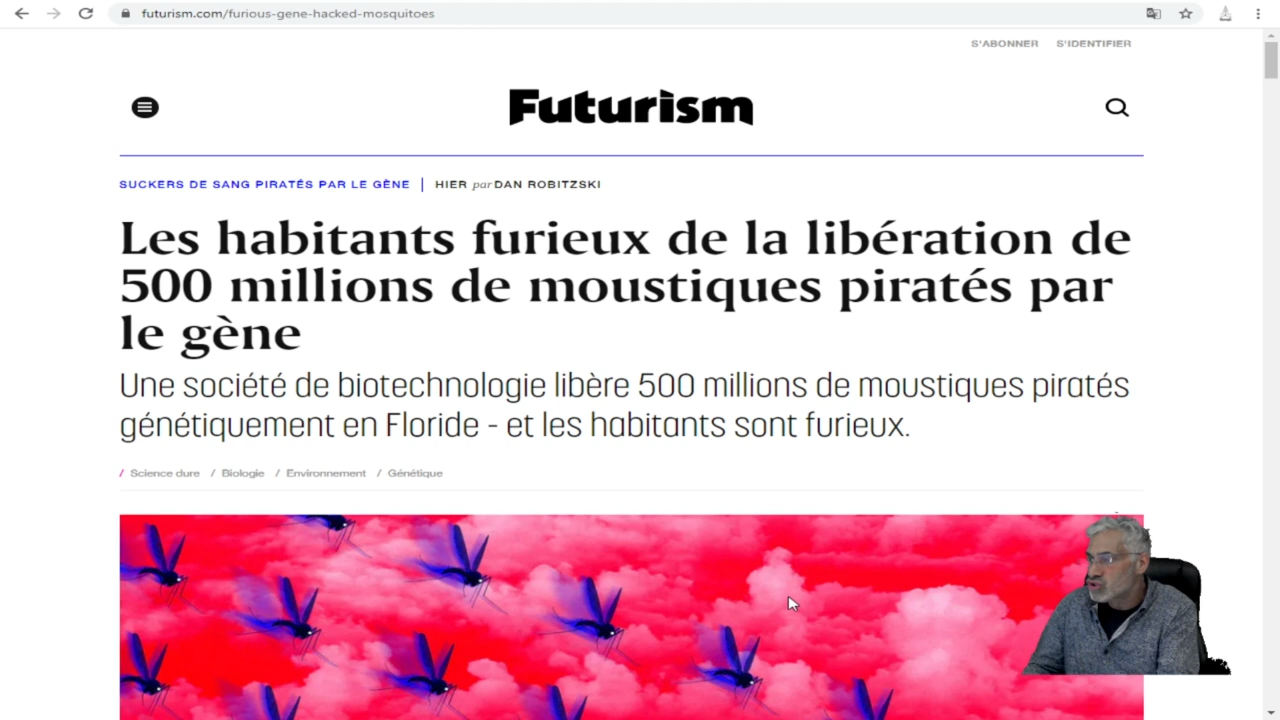 futurism.com/furious-gene-hacked-mosquitoes
S'ABONNER S'IDENTIFIER
Futurism
SUCKERS DE SANG PIRATÉS PAR LE GÈNE | HIER par DAN ROBITZSKI
Les habitants furieux de la libération de
500 millions de moustiques piratés par
le gène
Une société de biotechnologie libère 500 millions de moustiques piratés
génétiquement en Floride - et les habitants sont furieux.
/ Science dure / Biologie / Environnement / Génétique